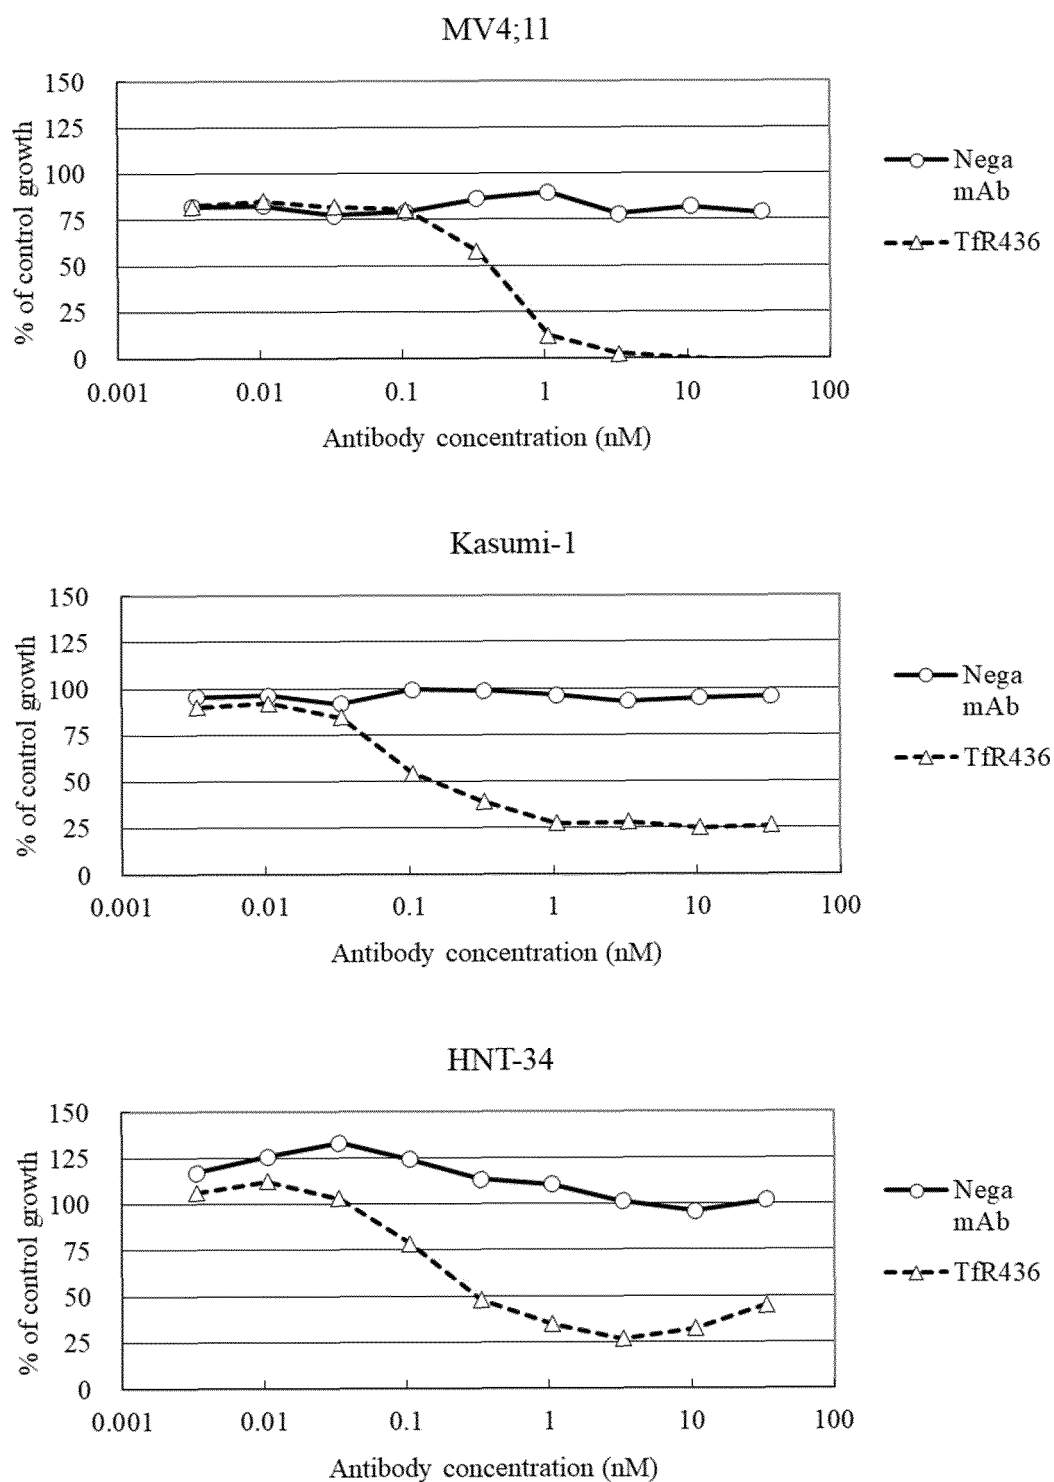 MV4;11
150
125
100
75
50
25
0
% of control growth
0.001 0.01 0.1 1 10 100
Antibody concentration (nM)
Nega
mAb
TfR436
Kasumi-1
150
125
100
75
50
25
0
% of control growth
0.001 0.01 0.1 1 10 100
Antibody concentration (nM)
Nega
mAb
TfR436
HNT-34
150
125
100
75
50
25
0
% of control growth
0.001 0.01 0.1 1 10 100
Antibody concentration (nM)
Nega
mAb
TfR436